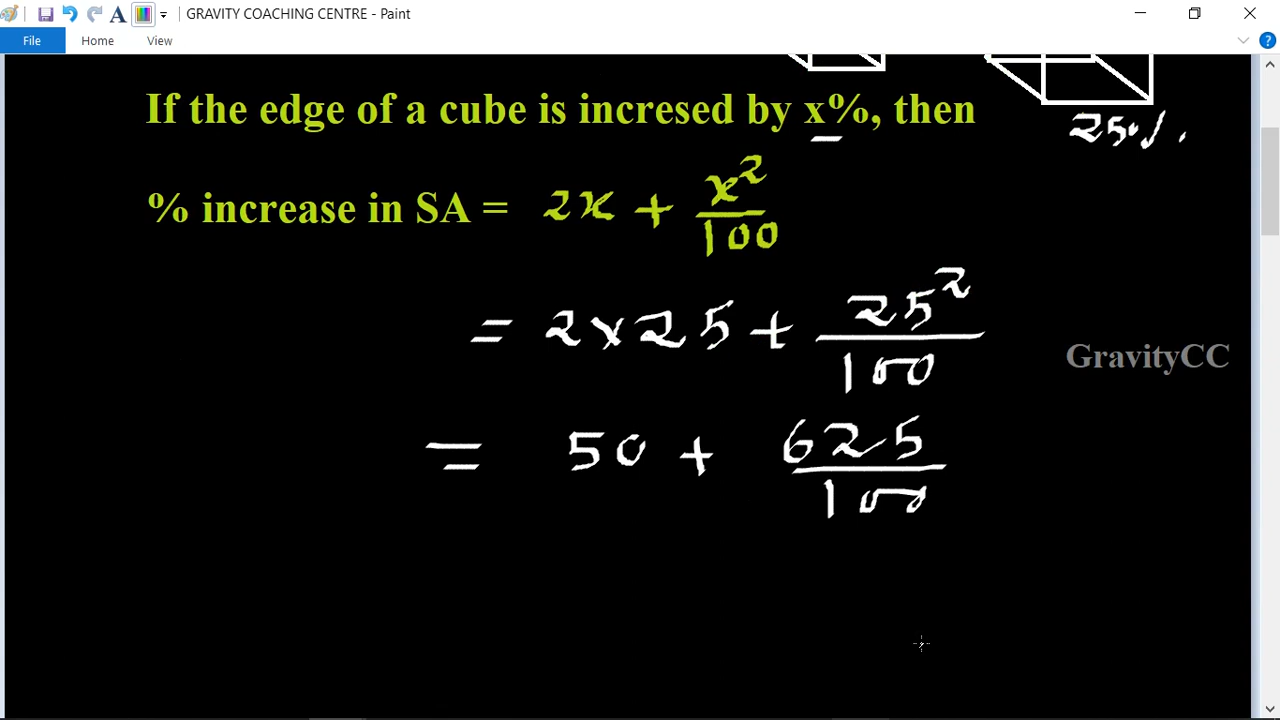 GRAVITY COACHING CENTRE - Paint
File Home View
If the edge of a cube is incresed by x%, then
25%
% increase in SA = 2x + x²/100
= 2×25 + 25²/100
GravityCC
= 50 + 625/100